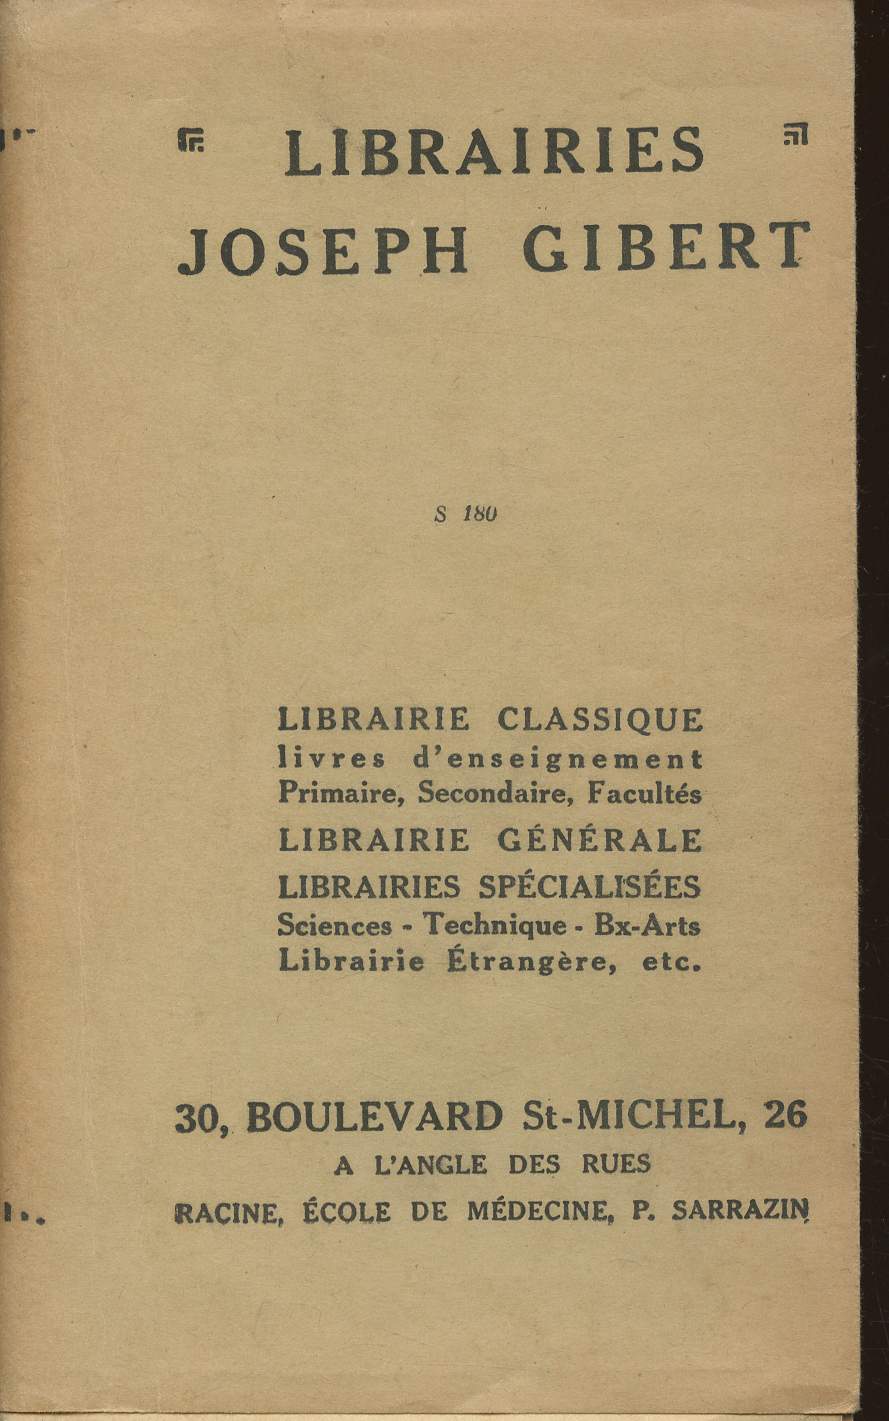 LIBRAIRIES
JOSEPH GIBERT
S 180
LIBRAIRIE CLASSIQUE
livres d'enseignement
Primaire, Secondaire, Facultés
LIBRAIRIE GÉNÉRALE
LIBRAIRIES SPÉCIALISÉES
Sciences - Technique - Bx-Arts
Librairie Étrangère, etc.
30, BOULEVARD St-MICHEL, 26
A L'ANGLE DES RUES
RACINE, ÉCOLE DE MÉDECINE, P. SARRAZIN